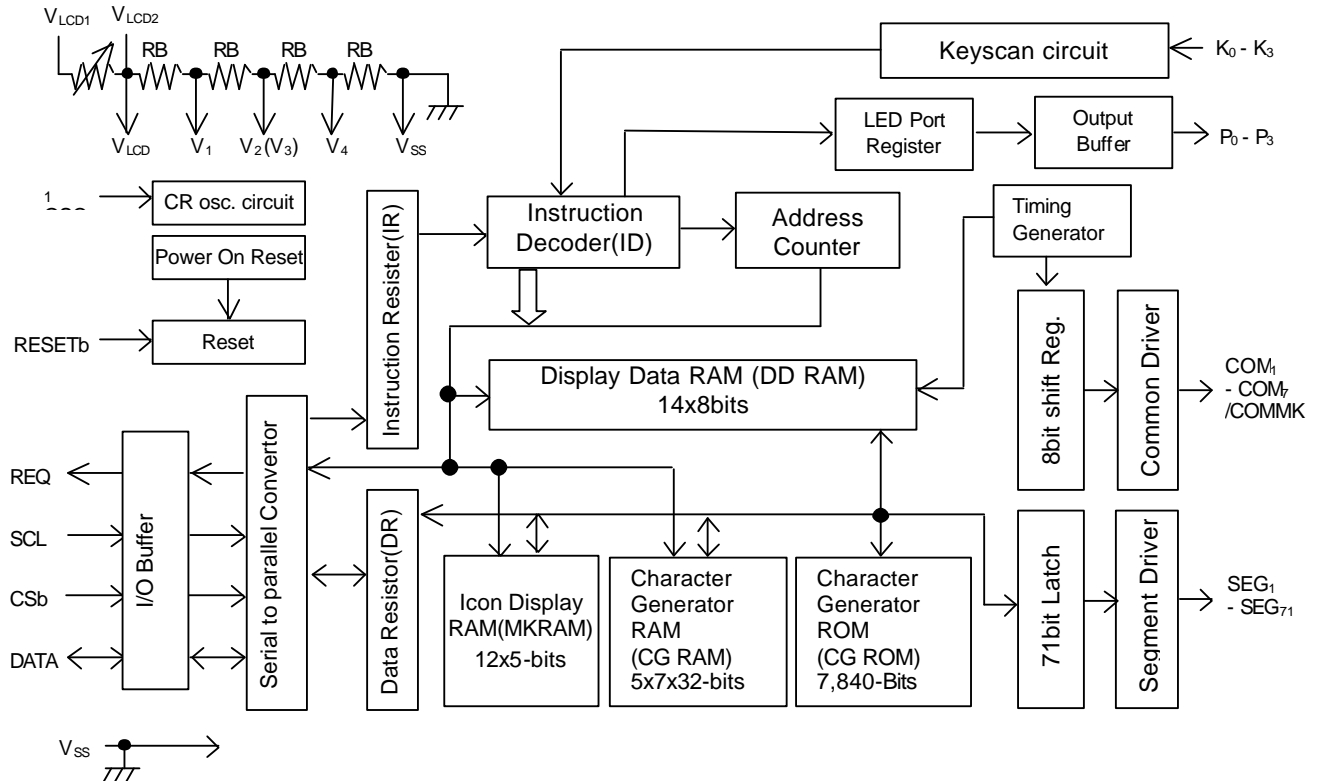 VLCD1 VLCD2
RB RB RB RB
VLCD V1 V2(V3) V4 VSS
Keyscan circuit
K0 - K3
LED Port
Register
Output
Buffer
P0 - P3
1
CR osc. circuit
Power On Reset
RESETb
Reset
Instruction Resister(IR)
Instruction
Decoder(ID)
Address
Counter
Timing
Generator
8bit shift Reg.
Common Driver
COM1
- COM7
/COMMK
Display Data RAM (DD RAM)
14x8bits
REQ
SCL
CSb
DATA
I/O Buffer
Serial to parallel Convertor
Data Resistor(DR)
Icon Display
RAM(MKRAM)
12x5-bits
Character
Generator
RAM
(CG RAM)
5x7x32-bits
Character
Generator
ROM
(CG ROM)
7,840-Bits
71bit Latch
Segment Driver
SEG1
- SEG71
VSS